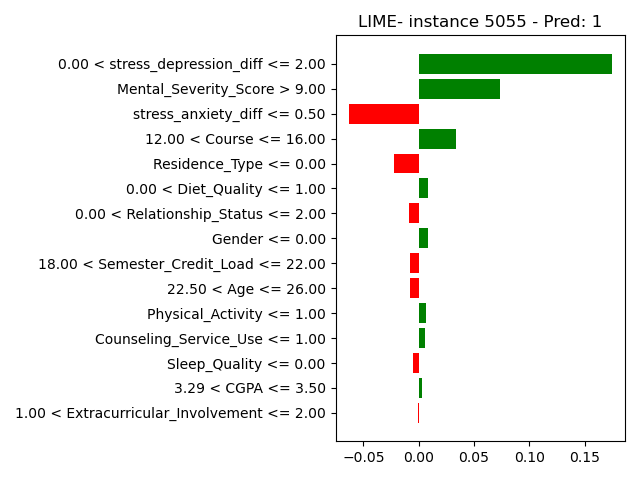 LIME- instance 5055 - Pred: 1
0.00 < stress_depression_diff <= 2.00
Mental_Severity_Score > 9.00
stress_anxiety_diff <= 0.50
12.00 < Course <= 16.00
Residence_Type <= 0.00
0.00 < Diet_Quality <= 1.00
0.00 < Relationship_Status <= 2.00
Gender <= 0.00
18.00 < Semester_Credit_Load <= 22.00
22.50 < Age <= 26.00
Physical_Activity <= 1.00
Counseling_Service_Use <= 1.00
Sleep_Quality <= 0.00
3.29 < CGPA <= 3.50
1.00 < Extracurricular_Involvement <= 2.00
−0.05 0.00 0.05 0.10 0.15